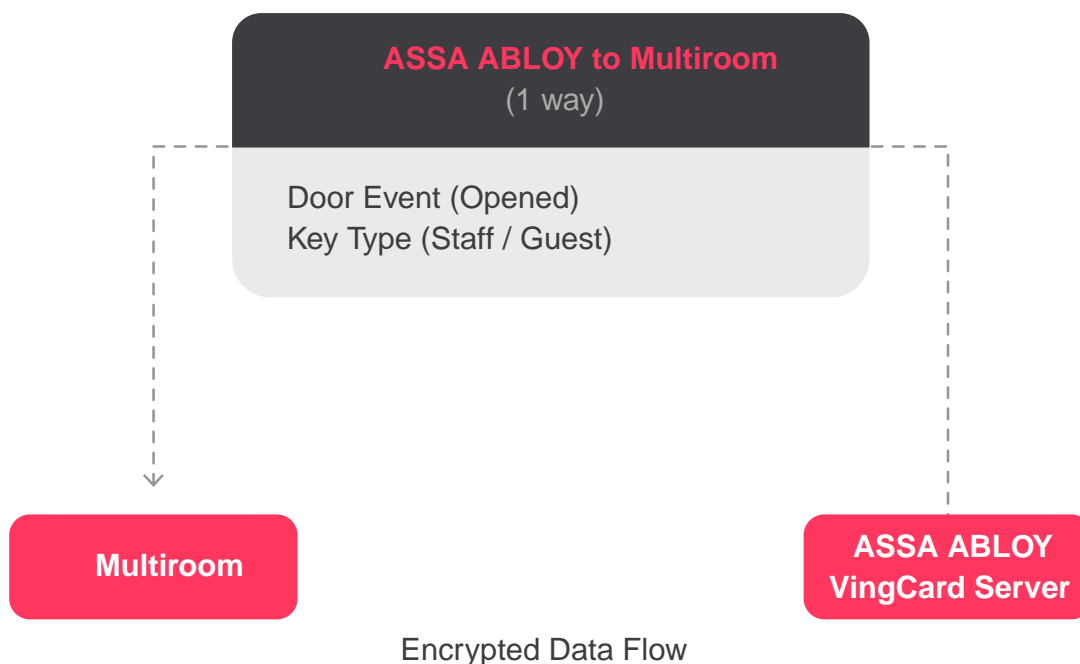 ASSA ABLOY to Multiroom
(1 way)
Door Event (Opened)
Key Type (Staff / Guest)
Multiroom
ASSA ABLOY
VingCard Server
Encrypted Data Flow